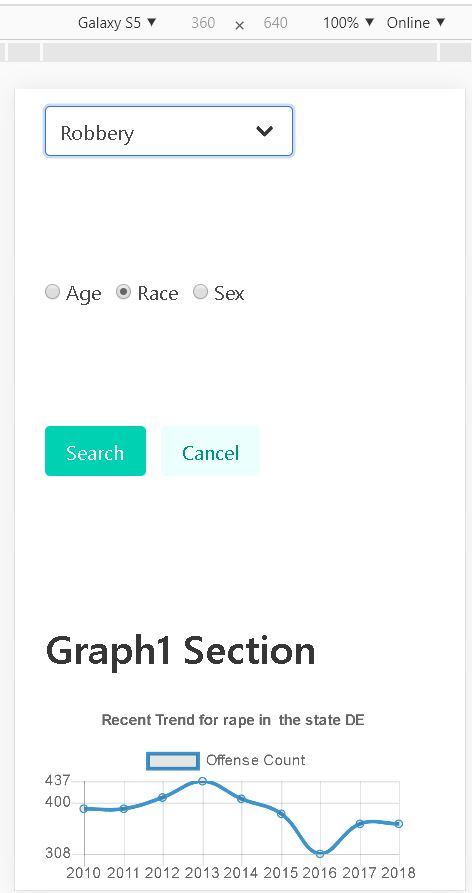 Galaxy S5 ▼ 360 × 640 100% ▼ Online ▼
Robbery
Age Race Sex
Search Cancel
Graph1 Section
Recent Trend for rape in the state DE
Offense Count
437
400
308
2010 2011 2012 2013 2014 2015 2016 2017 2018